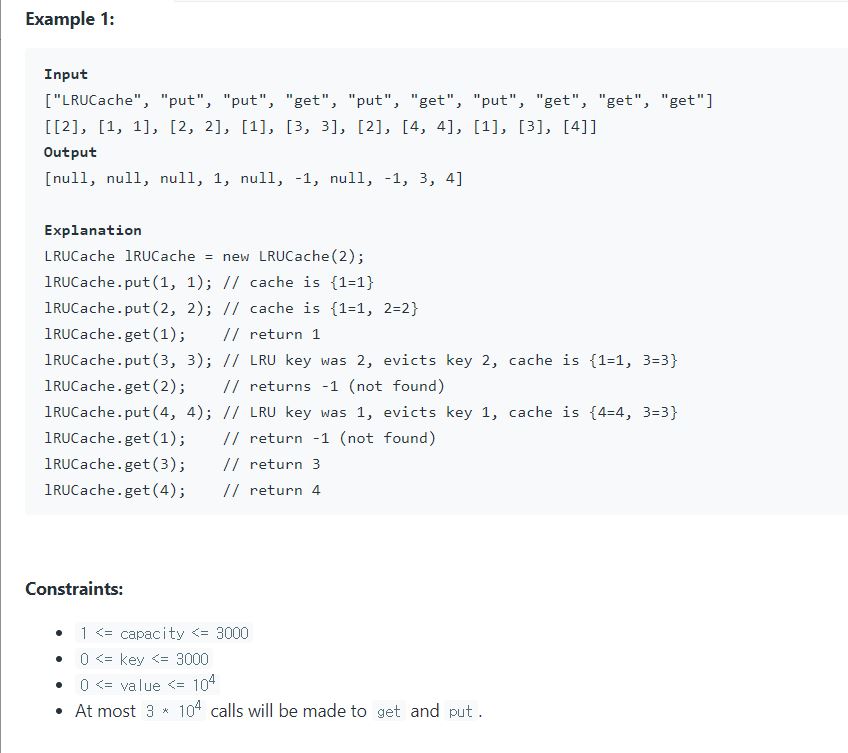 Example 1:
Input
["LRUCache", "put", "put", "get", "put", "get", "put", "get", "get", "get"]
[[2], [1, 1], [2, 2], [1], [3, 3], [2], [4, 4], [1], [3], [4]]
Output
[null, null, null, 1, null, -1, null, -1, 3, 4]
Explanation
LRUCache lRUCache = new LRUCache(2);
lRUCache.put(1, 1); // cache is {1=1}
lRUCache.put(2, 2); // cache is {1=1, 2=2}
lRUCache.get(1);    // return 1
lRUCache.put(3, 3); // LRU key was 2, evicts key 2, cache is {1=1, 3=3}
lRUCache.get(2);    // returns -1 (not found)
lRUCache.put(4, 4); // LRU key was 1, evicts key 1, cache is {4=4, 3=3}
lRUCache.get(1);    // return -1 (not found)
lRUCache.get(3);    // return 3
lRUCache.get(4);    // return 4
Constraints:
• 1 <= capacity <= 3000
• 0 <= key <= 3000
• 0 <= value <= 10⁴
• At most 3 * 10⁴ calls will be made to get and put.